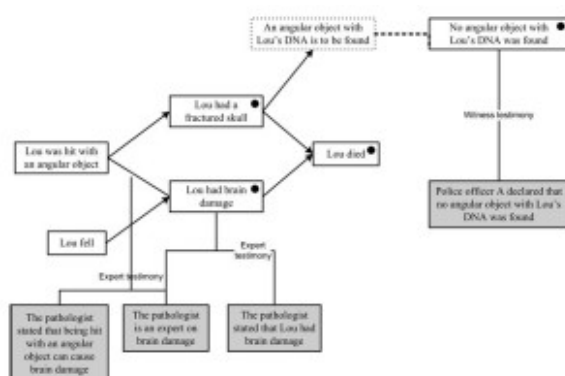 An angular object with
Lou's DNA is to be found
No angular object with
Lou's DNA was found
Lou had a
fractured skull
Witness testimony
Lou was hit with
an angular object
Lou died
Lou had brain
damage
Police officer A declared that
no angular object with Lou's
DNA was found
Lou fell
Expert
testimony
Expert testimony
The pathologist
stated that being hit
with an angular
object can cause
brain damage
The pathologist
is an expert on
brain damage
The pathologist
stated that Lou had
brain damage